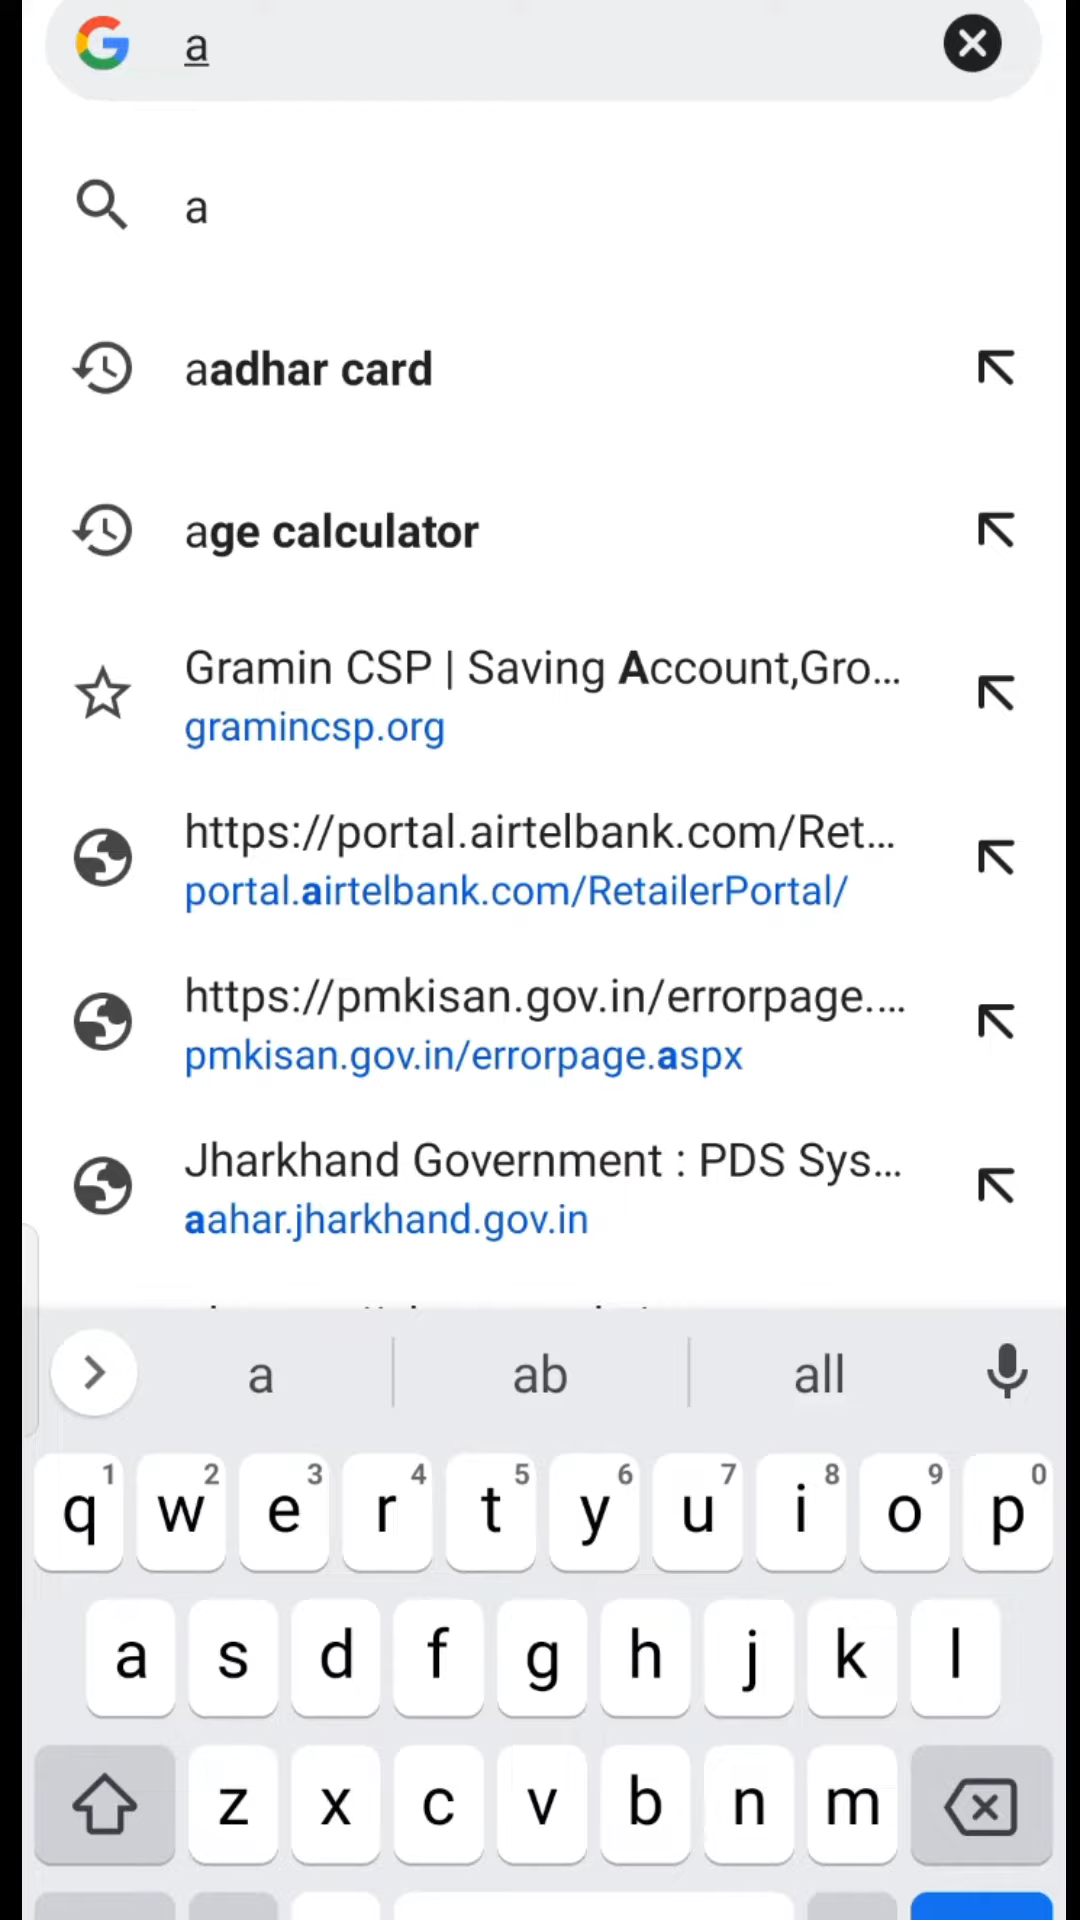 a
a
aadhar card
age calculator
Gramin CSP | Saving Account,Gro...
gramincsp.org
https://portal.airtelbank.com/Ret...
portal.airtelbank.com/RetailerPortal/
https://pmkisan.gov.in/errorpage....
pmkisan.gov.in/errorpage.aspx
Jharkhand Government : PDS Sys...
aahar.jharkhand.gov.in
a ab all
1 2 3 4 5 6 7 8 9 0
q w e r t y u i o p
a s d f g h j k l
z x c v b n m